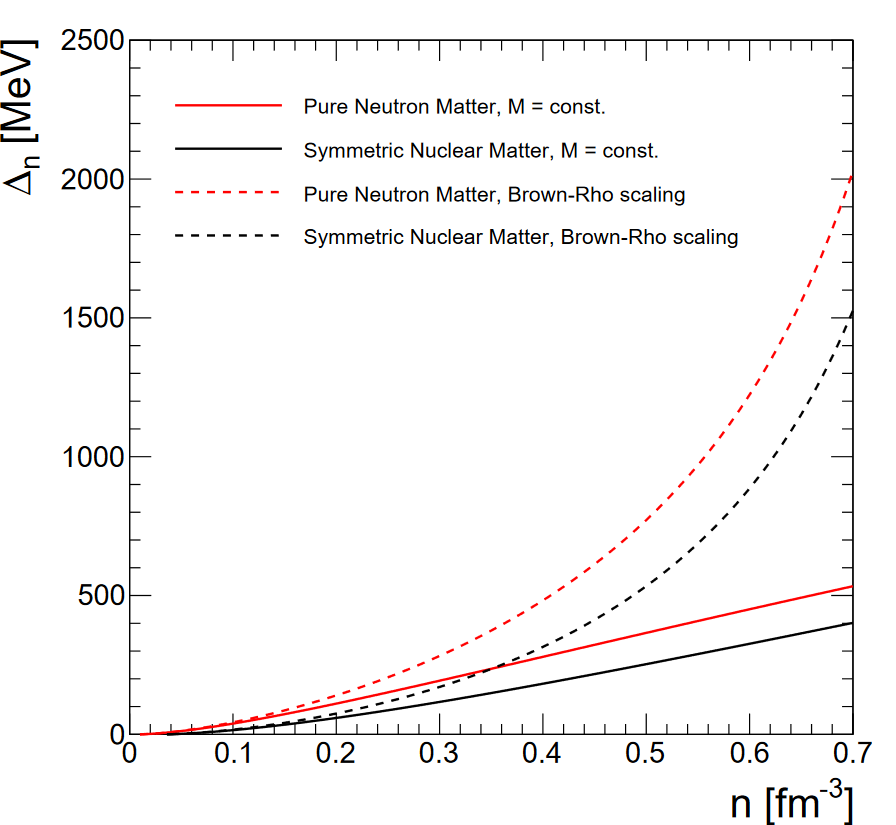 2500
Δn [MeV]
Pure Neutron Matter, M = const.
Symmetric Nuclear Matter, M = const.
2000
Pure Neutron Matter, Brown-Rho scaling
Symmetric Nuclear Matter, Brown-Rho scaling
1500
1000
500
0
0 0.1 0.2 0.3 0.4 0.5 0.6 0.7
n [fm-3]